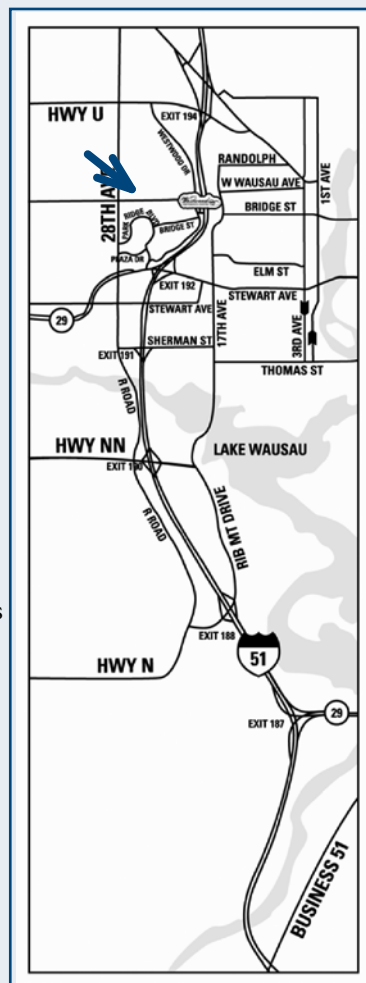 HWY U
EXIT 194
WESTWOOD DR
RANDOLPH
W WAUSAU AVE
1ST AVE
BRIDGE ST
28TH AVE
PARK RIDGE BLVD
BRIDGE ST
PLAZA DR
ELM ST
EXIT 192
STEWART AVE
29
STEWART AVE
17TH AVE
3RD AVE
SHERMAN ST
EXIT 191
THOMAS ST
R ROAD
HWY NN
EXIT 190
LAKE WAUSAU
R ROAD
RIB MT DRIVE
s
EXIT 188
51
HWY N
29
EXIT 187
BUSINESS 51